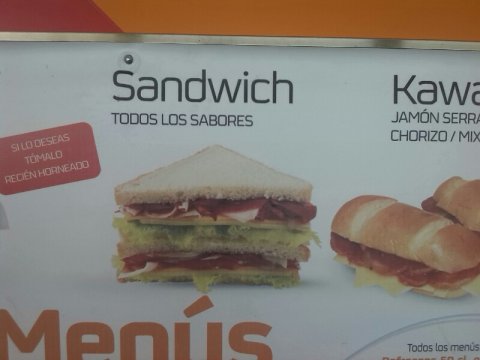 Sandwich
TODOS LOS SABORES
SI LO DESEAS
TÓMALO
RECIÉN HORNEADO
Kawa
JAMÓN SERRA
CHORIZO / MIX
Menús
Todos los menús